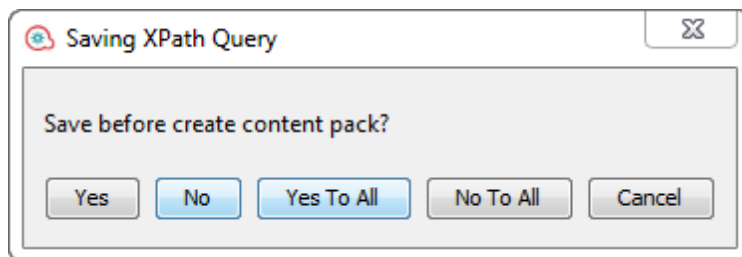 Saving XPath Query
Save before create content pack?
Yes No Yes To All No To All Cancel